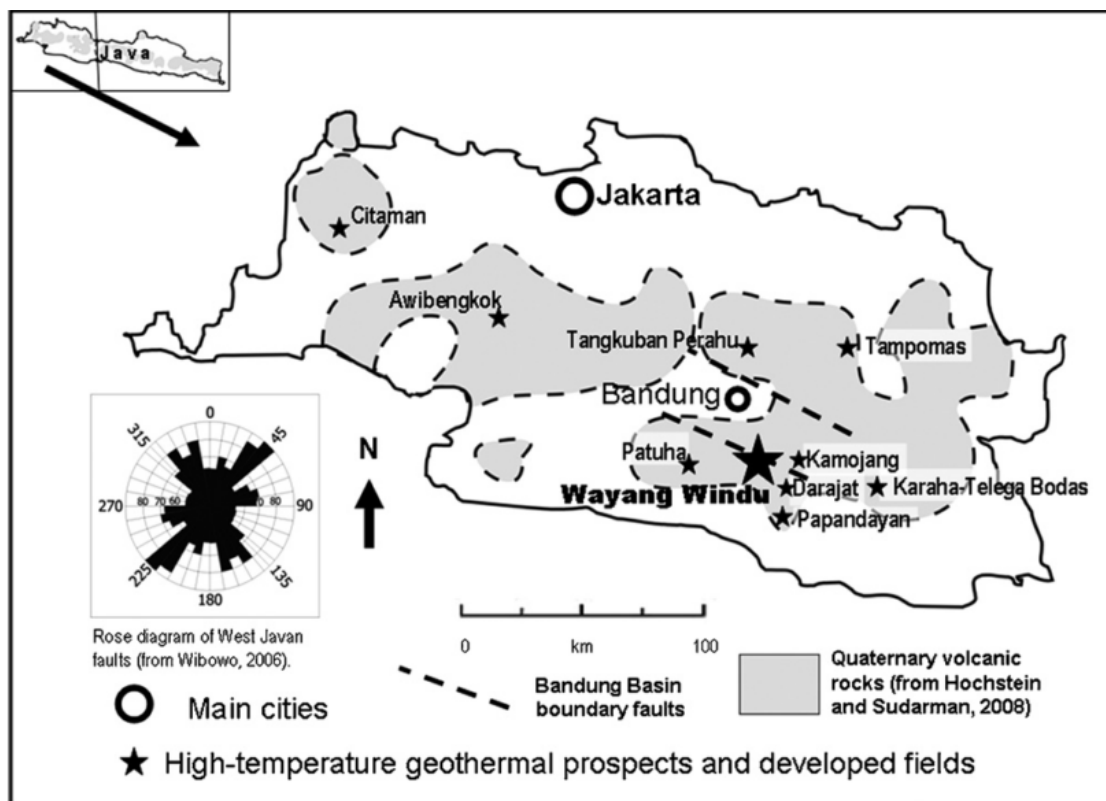 Java
Jakarta
Citaman
Awibengkok
Tangkuban Perahu
Tampomas
Bandung
Patuha
Kamojang
Wayang Windu
Darajat
Karaha-Telega Bodas
Papandayan
N
0
45
90
135
180
225
270
315
80 70 60
70 80
Rose diagram of West Javan
faults (from Wibowo, 2006).
0 km 100
Bandung Basin
boundary faults
Quaternary volcanic
rocks (from Hochstein
and Sudarman, 2008)
Main cities
High-temperature geothermal prospects and developed fields